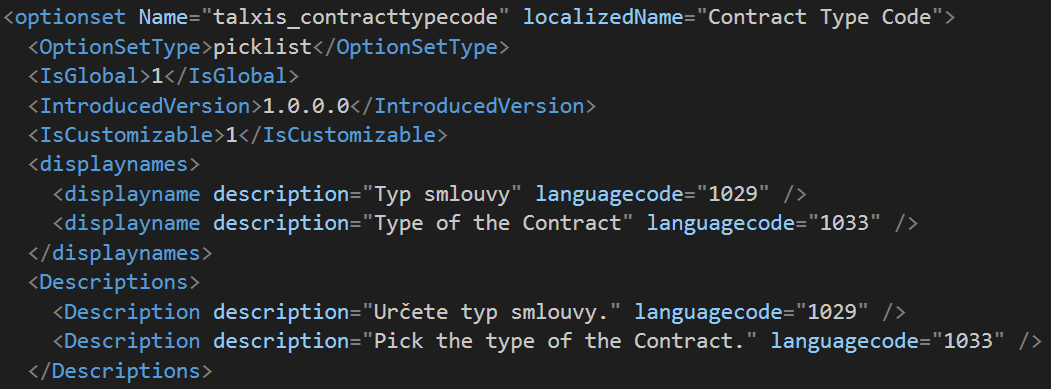 <optionset Name="talxis_contracttypecode" localizedName="Contract Type Code">
<OptionSetType>picklist</OptionSetType>
<IsGlobal>1</IsGlobal>
<IntroducedVersion>1.0.0.0</IntroducedVersion>
<IsCustomizable>1</IsCustomizable>
<displaynames>
<displayname description="Typ smlouvy" languagecode="1029" />
<displayname description="Type of the Contract" languagecode="1033" />
</displaynames>
<Descriptions>
<Description description="Určete typ smlouvy." languagecode="1029" />
<Description description="Pick the type of the Contract." languagecode="1033" />
</Descriptions>